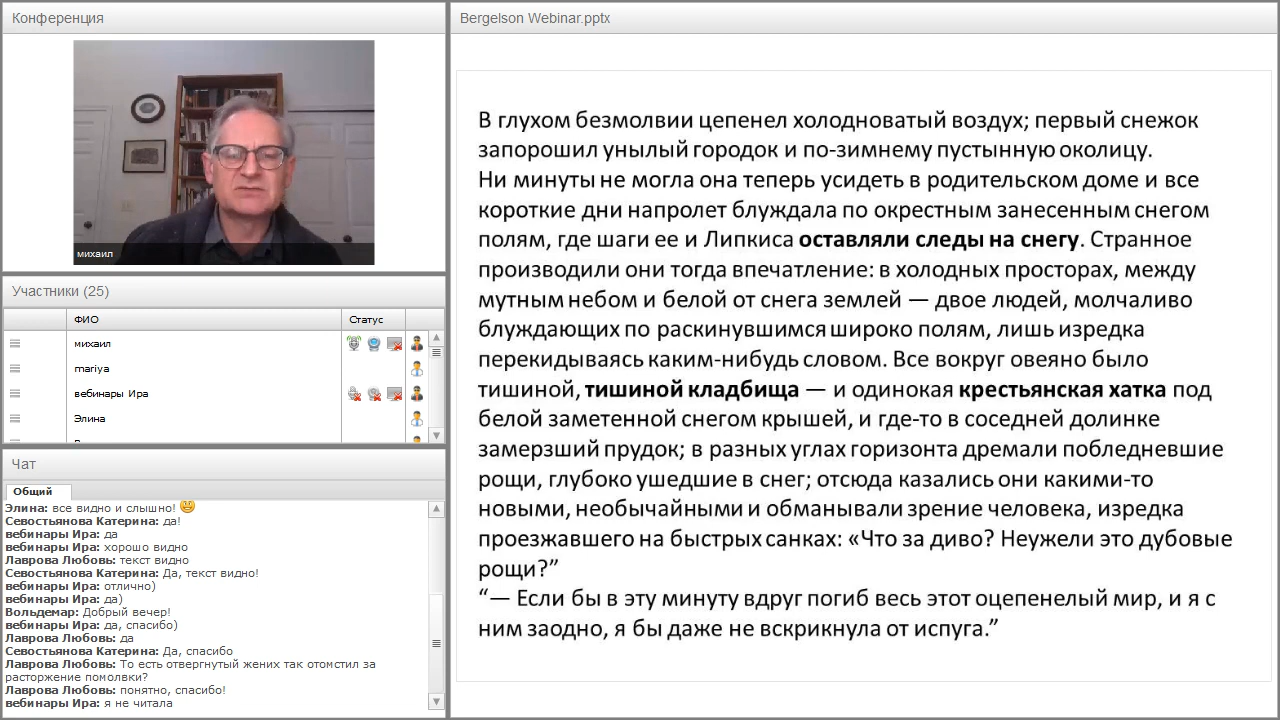 Конференция
михаил
Участники (25)
ФИО
Статус
михаил
mariya
вебинары Ира
Элина
Чат
Общий
Элина: все видно и слышно!
Севостьянова Катерина: да!
вебинары Ира: да
вебинары Ира: хорошо видно
Лаврова Любовь: текст видно
Севостьянова Катерина: Да, текст видно!
вебинары Ира: отлично)
вебинары Ира: да)
Вольдемар: Добрый вечер!
вебинары Ира: да, спасибо)
Лаврова Любовь: да
Севостьянова Катерина: Да, спасибо
Лаврова Любовь: То есть отвергнутый жених так отомстил за
расторжение помолвки?
Лаврова Любовь: понятно, спасибо!
вебинары Ира: я не читала
Bergelson Webinar.pptx
В глухом безмолвии цепенел холодноватый воздух; первый снежок
запорошил унылый городок и по-зимнему пустынную околицу.
Ни минуты не могла она теперь усидеть в родительском доме и все
короткие дни напролет блуждала по окрестным занесенным снегом
полям, где шаги ее и Липкиса оставляли следы на снегу. Странное
производили они тогда впечатление: в холодных просторах, между
мутным небом и белой от снега землей — двое людей, молчаливо
блуждающих по раскинувшимся широко полям, лишь изредка
перекидываясь каким-нибудь словом. Все вокруг овеяно было
тишиной, тишиной кладбища — и одинокая крестьянская хатка под
белой заметенной снегом крышей, и где-то в соседней долинке
замерзший прудок; в разных углах горизонта дремали побледневшие
рощи, глубоко ушедшие в снег; отсюда казались они какими-то
новыми, необычайными и обманывали зрение человека, изредка
проезжавшего на быстрых санках: «Что за диво? Неужели это дубовые
рощи?”
“— Если бы в эту минуту вдруг погиб весь этот оцепенелый мир, и я с
ним заодно, я бы даже не вскрикнула от испуга.”